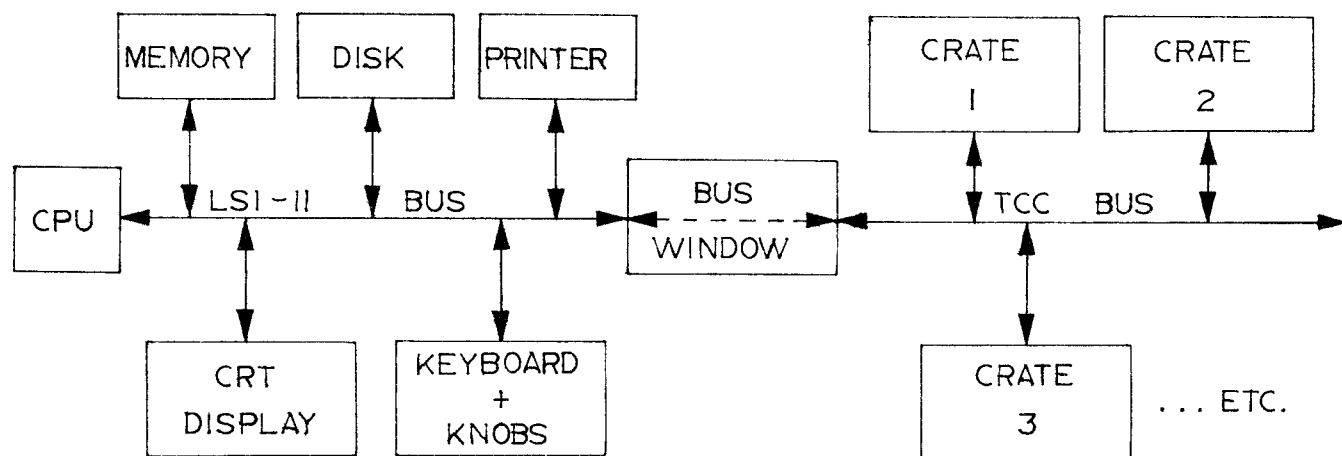 MEMORY
DISK
PRINTER
CRATE
1
CRATE
2
CPU
LSI-11 BUS
BUS
WINDOW
TCC BUS
CRT
DISPLAY
KEYBOARD
+
KNOBS
CRATE
3
... ETC.